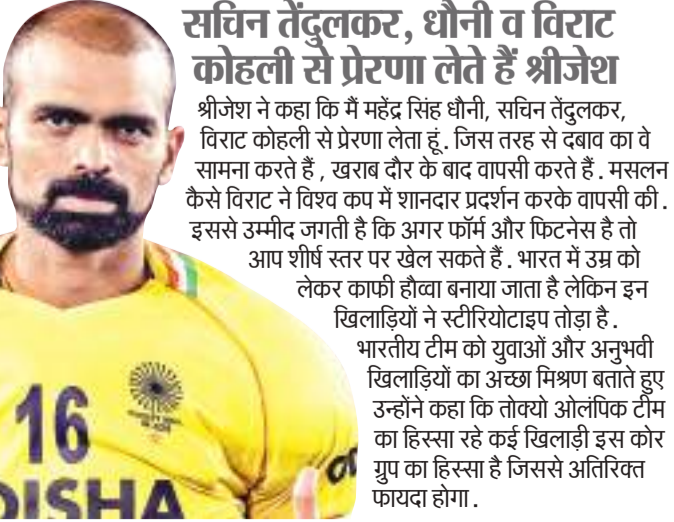 सचिन तेंदुलकर, धौनी व विराट
कोहली से प्रेरणा लेते हैं श्रीजेश
श्रीजेश ने कहा कि मैं महेंद्र सिंह धौनी, सचिन तेंदुलकर,
विराट कोहली से प्रेरणा लेता हूं. जिस तरह से दबाव का वे
सामना करते हैं , खराब दौर के बाद वापसी करते हैं . मसलन
कैसे विराट ने विश्व कप में शानदार प्रदर्शन करके वापसी की .
इससे उम्मीद जगती है कि अगर फॉर्म और फिटनेस है तो
आप शीर्ष स्तर पर खेल सकते हैं . भारत में उम्र को
लेकर काफी हौव्वा बनाया जाता है लेकिन इन
खिलाड़ियों ने स्टीरियोटाइप तोड़ा है .
भारतीय टीम को युवाओं और अनुभवी
खिलाड़ियों का अच्छा मिश्रण बताते हुए
उन्होंने कहा कि तोक्यो ओलंपिक टीम
का हिस्सा रहे कई खिलाड़ी इस कोर
ग्रुप का हिस्सा है जिससे अतिरिक्त
फायदा होगा .
16